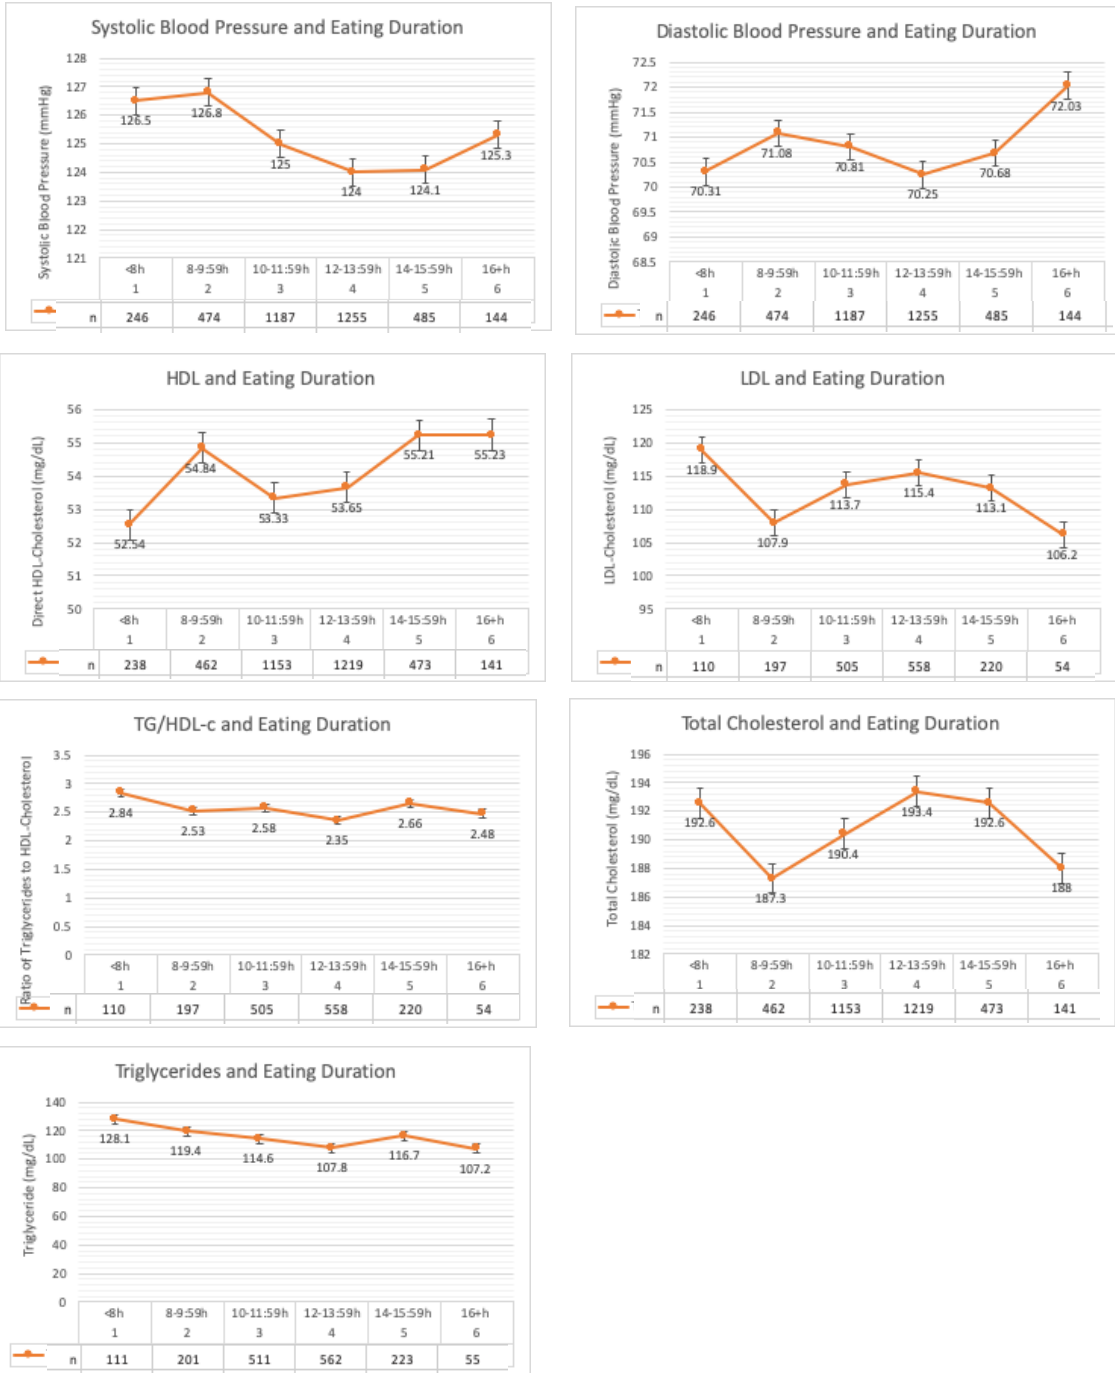 Systolic Blood Pressure and Eating Duration
Systolic Blood Pressure (mmHg)
128
127
126
125
124
123
122
121
126.5
126.8
125
124
124.1
125.3
<8h 8-9:59h 10-11:59h 12-13:59h 14-15:59h 16+h
1 2 3 4 5 6
n 246 474 1187 1255 485 144
Diastolic Blood Pressure and Eating Duration
Diastolic Blood Pressure (mmHg)
72.5
72
71.5
71
70.5
70
69.5
69
68.5
70.31
71.08
70.81
70.25
70.68
72.03
<8h 8-9:59h 10-11:59h 12-13:59h 14-15:59h 16+h
1 2 3 4 5 6
n 246 474 1187 1255 485 144
HDL and Eating Duration
Direct HDL-Cholesterol (mg/dL)
56
55
54
53
52
51
50
52.54
54.84
53.33
53.65
55.21
55.23
<8h 8-9:59h 10-11:59h 12-13:59h 14-15:59h 16+h
1 2 3 4 5 6
n 238 462 1153 1219 473 141
LDL and Eating Duration
LDL-Cholesterol (mg/dL)
125
120
115
110
105
100
95
118.9
107.9
113.7
115.4
113.1
106.2
<8h 8-9:59h 10-11:59h 12-13:59h 14-15:59h 16+h
1 2 3 4 5 6
n 110 197 505 558 220 54
TG/HDL-c and Eating Duration
Ratio of Triglycerides to HDL-Cholesterol
3.5
3
2.5
2
1.5
1
0.5
0
2.84
2.53
2.58
2.35
2.66
2.48
<8h 8-9:59h 10-11:59h 12-13:59h 14-15:59h 16+h
1 2 3 4 5 6
n 110 197 505 558 220 54
Total Cholesterol and Eating Duration
Total Cholesterol (mg/dL)
196
194
192
190
188
186
184
182
192.6
187.3
190.4
193.4
192.6
188
<8h 8-9:59h 10-11:59h 12-13:59h 14-15:59h 16+h
1 2 3 4 5 6
n 238 462 1153 1219 473 141
Triglycerides and Eating Duration
Triglyceride (mg/dL)
140
120
100
80
60
40
20
0
128.1
119.4
114.6
107.8
116.7
107.2
<8h 8-9:59h 10-11:59h 12-13:59h 14-15:59h 16+h
1 2 3 4 5 6
n 111 201 511 562 223 55